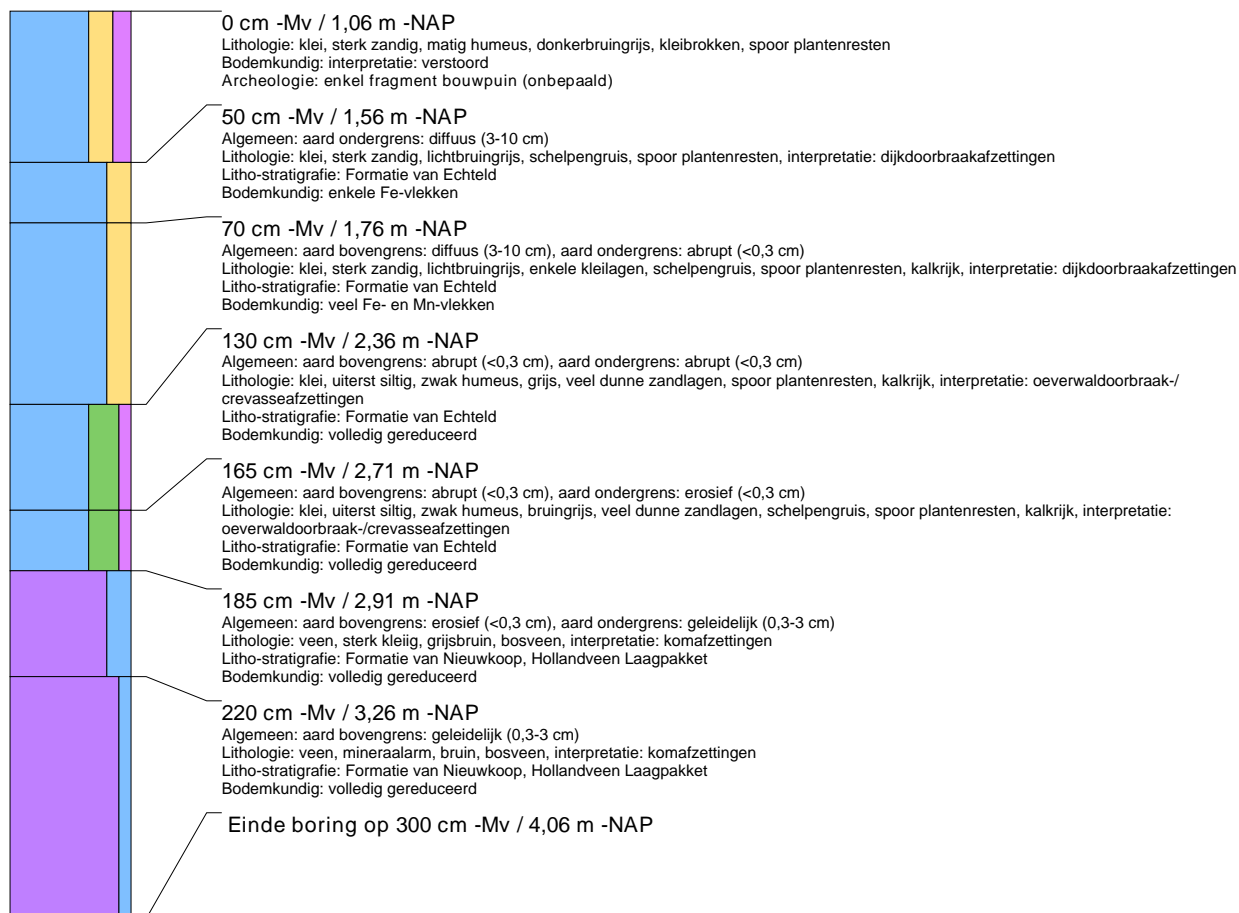 0 cm -Mv / 1,06 m -NAP
Lithologie: klei, sterk zandig, matig humeus, donkerbruingrijs, kleibrokken, spoor plantenresten
Bodemkundig: interpretatie: verstoord
Archeologie: enkel fragment bouwpuin (onbepaald)
50 cm -Mv / 1,56 m -NAP
Algemeen: aard ondergrens: diffuus (3-10 cm)
Lithologie: klei, sterk zandig, lichtbruingrijs, schelpengruis, spoor plantenresten, interpretatie: dijkdoorbraakafzettingen
Litho-stratigrafie: Formatie van Echteld
Bodemkundig: enkele Fe-vlekken
70 cm -Mv / 1,76 m -NAP
Algemeen: aard bovengrens: diffuus (3-10 cm), aard ondergrens: abrupt (<0,3 cm)
Lithologie: klei, sterk zandig, lichtbruingrijs, enkele kleilagen, schelpengruis, spoor plantenresten, kalkrijk, interpretatie: dijkdoorbraakafzettingen
Litho-stratigrafie: Formatie van Echteld
Bodemkundig: veel Fe- en Mn-vlekken
130 cm -Mv / 2,36 m -NAP
Algemeen: aard bovengrens: abrupt (<0,3 cm), aard ondergrens: abrupt (<0,3 cm)
Lithologie: klei, uiterst siltig, zwak humeus, grijs, veel dunne zandlagen, spoor plantenresten, kalkrijk, interpretatie: oeverwaldoorbraak-/
crevasseafzettingen
Litho-stratigrafie: Formatie van Echteld
Bodemkundig: volledig gereduceerd
165 cm -Mv / 2,71 m -NAP
Algemeen: aard bovengrens: abrupt (<0,3 cm), aard ondergrens: erosief (<0,3 cm)
Lithologie: klei, uiterst siltig, zwak humeus, bruingrijs, veel dunne zandlagen, schelpengruis, spoor plantenresten, kalkrijk, interpretatie:
oeverwaldoorbraak-/crevasseafzettingen
Litho-stratigrafie: Formatie van Echteld
Bodemkundig: volledig gereduceerd
185 cm -Mv / 2,91 m -NAP
Algemeen: aard bovengrens: erosief (<0,3 cm), aard ondergrens: geleidelijk (0,3-3 cm)
Lithologie: veen, sterk kleiig, grijsbruin, bosveen, interpretatie: komafzettingen
Litho-stratigrafie: Formatie van Nieuwkoop, Hollandveen Laagpakket
Bodemkundig: volledig gereduceerd
220 cm -Mv / 3,26 m -NAP
Algemeen: aard bovengrens: geleidelijk (0,3-3 cm)
Lithologie: veen, mineraalarm, bruin, bosveen, interpretatie: komafzettingen
Litho-stratigrafie: Formatie van Nieuwkoop, Hollandveen Laagpakket
Bodemkundig: volledig gereduceerd
Einde boring op 300 cm -Mv / 4,06 m -NAP